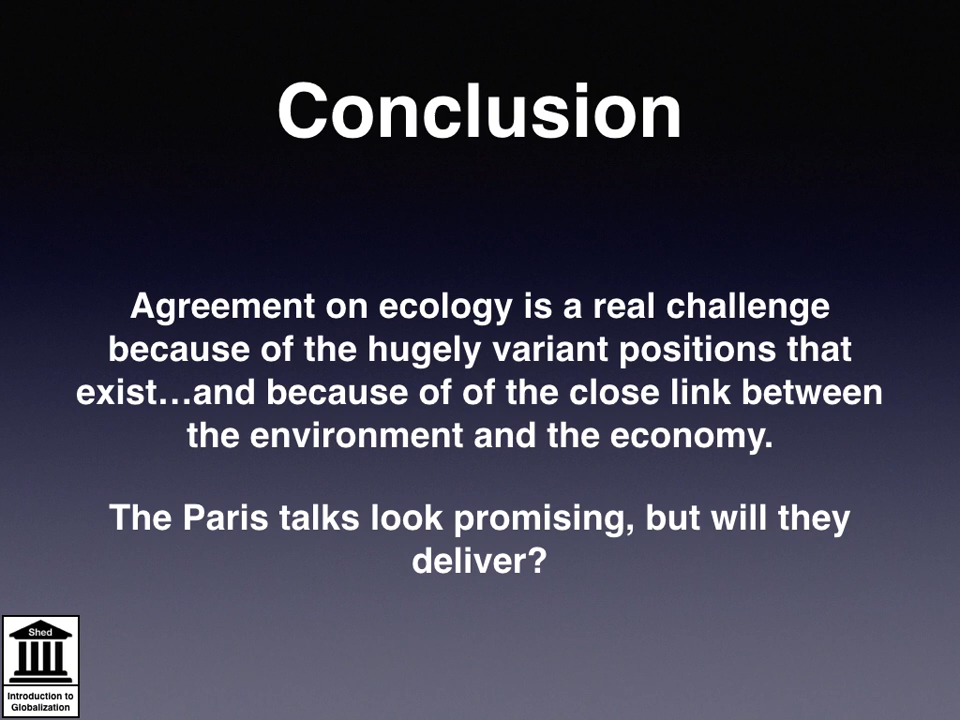 Conclusion
Agreement on ecology is a real challenge
because of the hugely variant positions that
exist…and because of of the close link between
the environment and the economy.
The Paris talks look promising, but will they
deliver?
Shed
Introduction to
Globalization